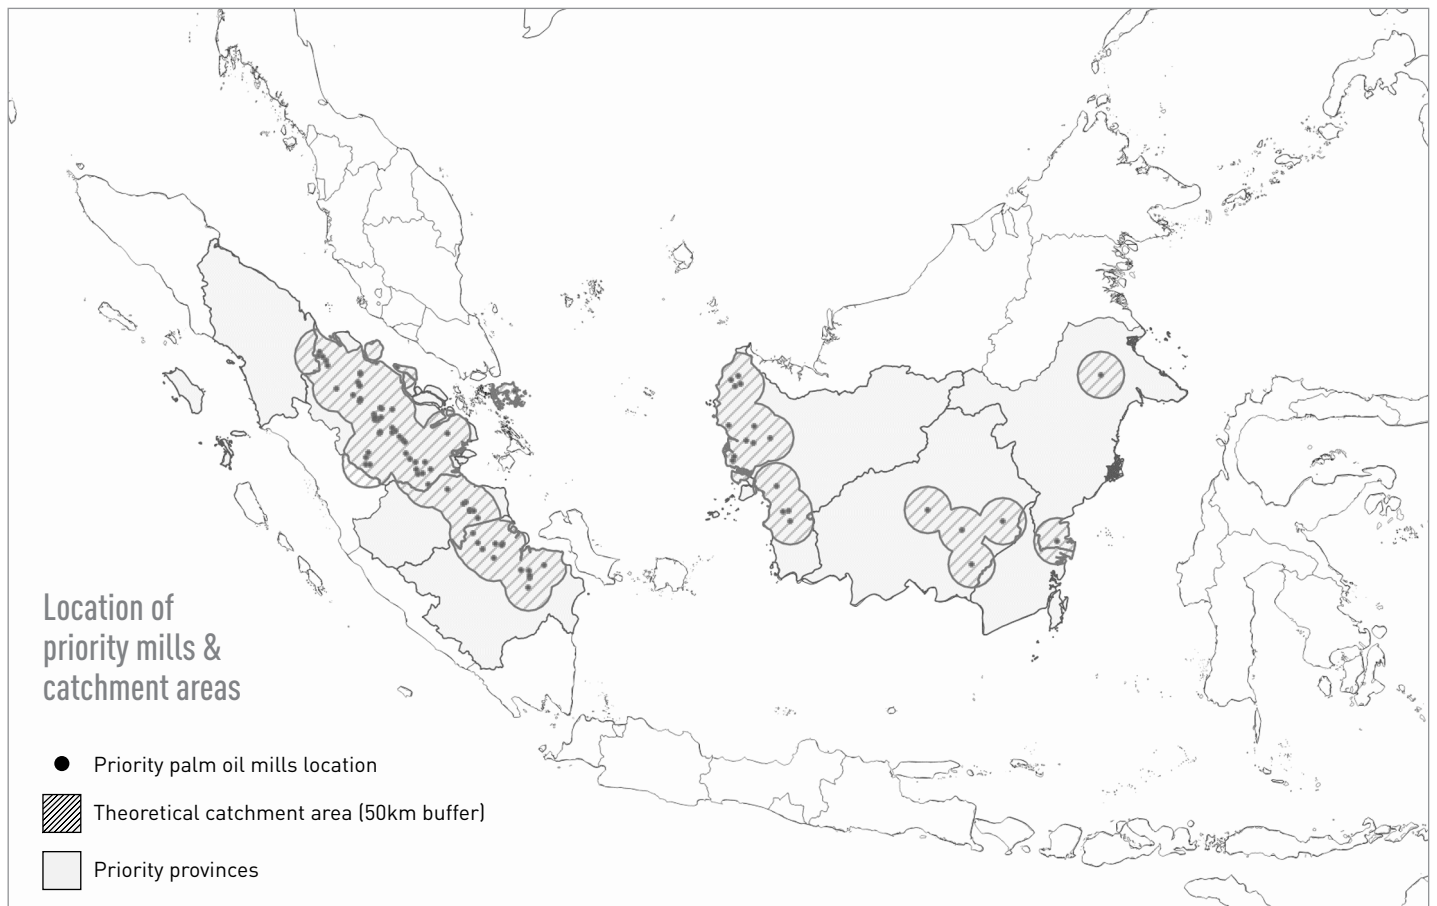 Location of
priority mills &
catchment areas
Priority palm oil mills location
Theoretical catchment area (50km buffer)
Priority provinces